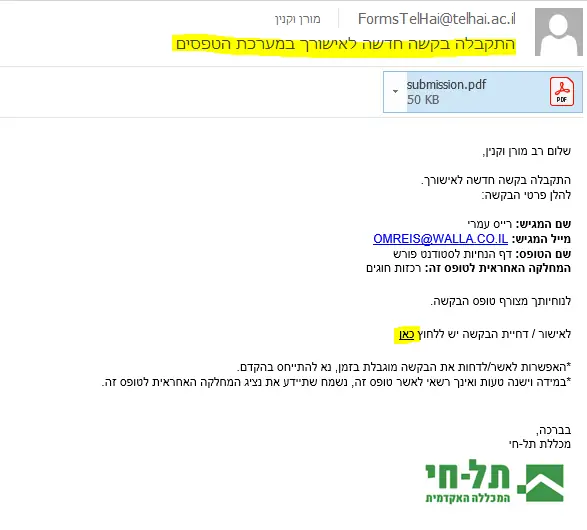 FormsTelHai@telhai.ac.il
מורן וקנין
התקבלה בקשה חדשה לאישורך במערכת הטפסים
submission.pdf
50 KB
PDF
שלום רב מורן וקנין,
התקבלה בקשה חדשה לאישורך.
להלן פרטי הבקשה:
שם המגיש: רייס עמרי
מייל המגיש: OMREIS@WALLA.CO.IL
שם הטופס: דף הנחיות לסטודנט פורש
המחלקה האחראית לטופס זה: רכזות חוגים
לנוחיותך מצורף טופס הבקשה.
לאישור / דחיית הבקשה יש ללחוץ כאן
*האפשרות לאשר/לדחות את הבקשה מוגבלת בזמן, נא להתייחס בהקדם.
*במידה וישנה טעות ואינך רשאי לאשר טופס זה, נשמח שתיידע את נציג המחלקה האחראית לטופס זה.
בברכה,
מכללת תל-חי
תל-חי
המכללה האקדמית